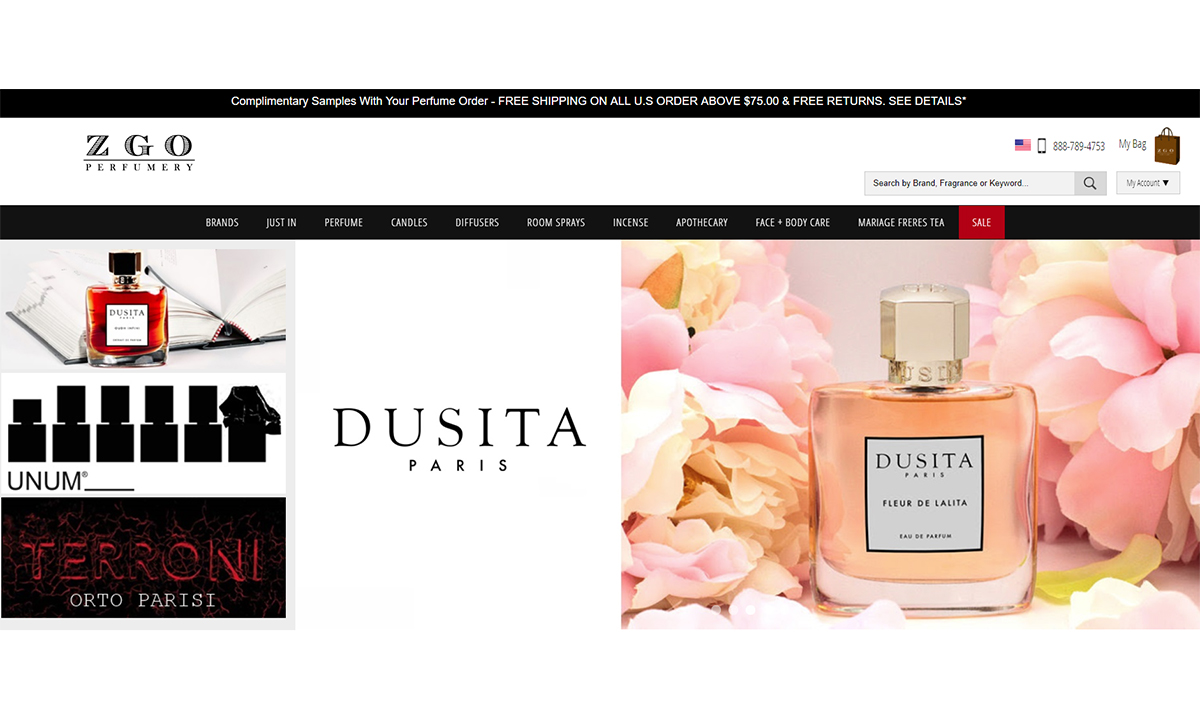 Complimentary Samples With Your Perfume Order - FREE SHIPPING ON ALL U.S ORDER ABOVE $75.00 & FREE RETURNS. SEE DETAILS*
ZGO
PERFUMERY
888-789-4753
My Bag
ZGO
Search by Brand, Fragrance or Keyword...
My Account ▼
BRANDS
JUST IN
PERFUME
CANDLES
DIFFUSERS
ROOM SPRAYS
INCENSE
APOTHECARY
FACE + BODY CARE
MARIAGE FRERES TEA
SALE
DUSITA
PARIS
UNUM®
TERRONI
ORTO PARISI
DUSITA
PARIS
DUSITA
PARIS
FLEUR DE LALITA
EAU DE PARFUM